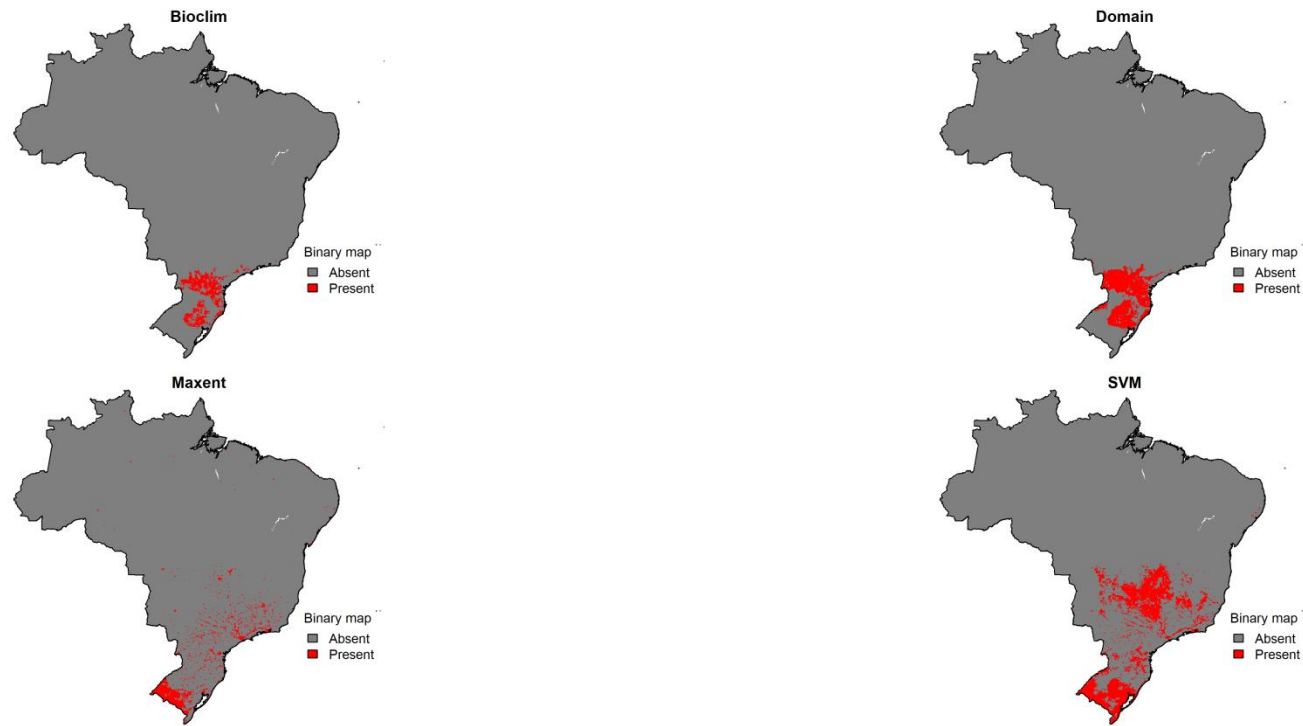 Bioclim
Binary map
Absent
Present
Domain
Binary map
Absent
Present
Maxent
Binary map
Absent
Present
SVM
Binary map
Absent
Present